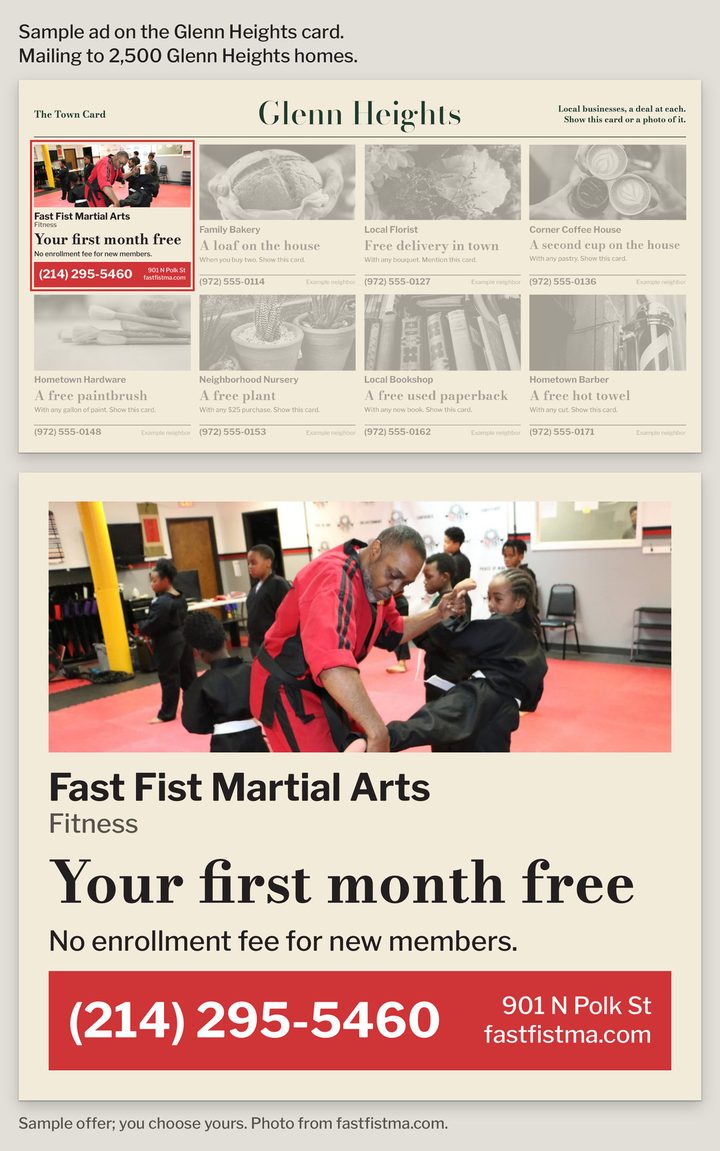 Sample ad on the Glenn Heights card.
Mailing to 2,500 Glenn Heights homes.
The Town Card
Glenn Heights
Local businesses, a deal at each.
Show this card or a photo of it.
Fast Fist Martial Arts
Fitness
Your first month free
No enrollment fee for new members.
(214) 295-5460
901 N Polk St
fastfistma.com
Family Bakery
A loaf on the house
When you buy two. Show this card.
(972) 555-0114
Example neighbor
Local Florist
Free delivery in town
With any bouquet. Mention this card.
(972) 555-0127
Example neighbor
Corner Coffee House
A second cup on the house
With any pastry. Show this card.
(972) 555-0136
Example neighbor
Hometown Hardware
A free paintbrush
With any gallon of paint. Show this card.
(972) 555-0148
Example neighbor
Neighborhood Nursery
A free plant
With any $25 purchase. Show this card.
(972) 555-0153
Example neighbor
Local Bookshop
A free used paperback
With any new book. Show this card.
(972) 555-0162
Example neighbor
Hometown Barber
A free hot towel
With any cut. Show this card.
(972) 555-0171
Example neighbor
Fast Fist Martial Arts
Fitness
Your first month free
No enrollment fee for new members.
(214) 295-5460
901 N Polk St
fastfistma.com
Sample offer; you choose yours. Photo from fastfistma.com.